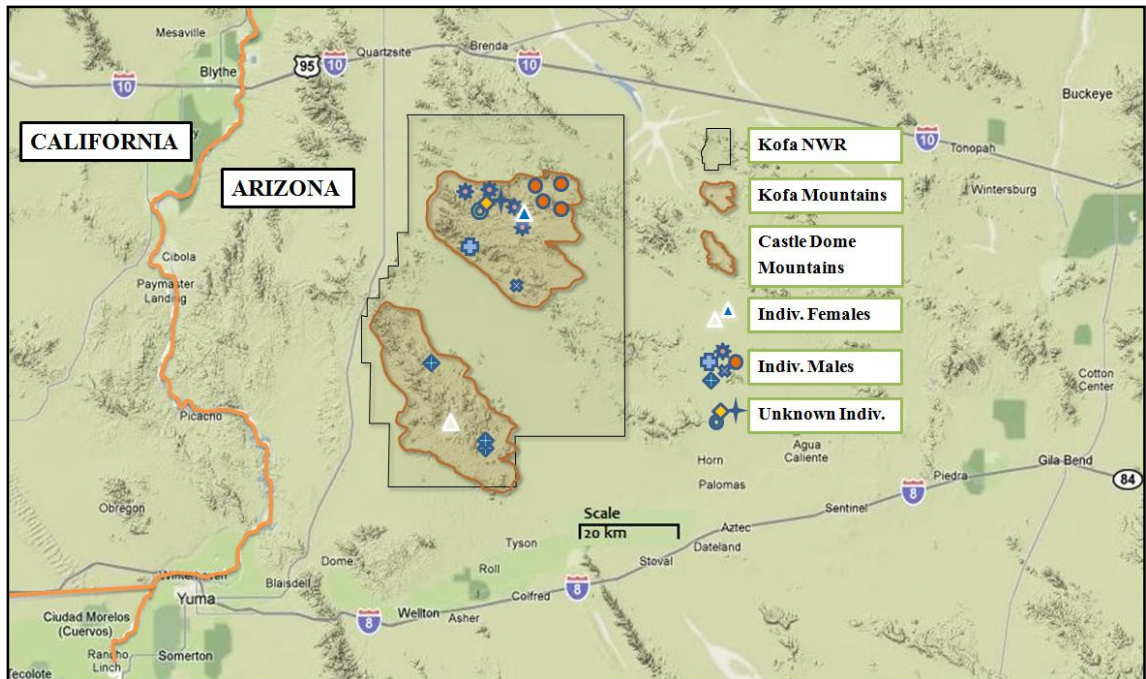 Mesaville
Blythe
95
10
Quartzsite
Brenda
10
10
Buckeye
CALIFORNIA
ARIZONA
10
Tonopah
Wintersburg
Kofa NWR
Kofa Mountains
Castle Dome
Mountains
Indiv. Females
Indiv. Males
Unknown Indiv.
Cibola
Paymaster
Landing
Picacho
Cotton
Center
Agua
Caliente
Horn
Palomas
Gila Bend
Piedra
84
8
Sentinel
Scale
20 km
Aztec
Dateland
Stoval
Tyson
Roll
Colfred
8
Obregon
Dome
Blaisdell
Winterhaven
Yuma
Wellton
Asher
8
Ciudad Morelos
(Cuervos)
Rancho
Linch
Somerton
Tecolote